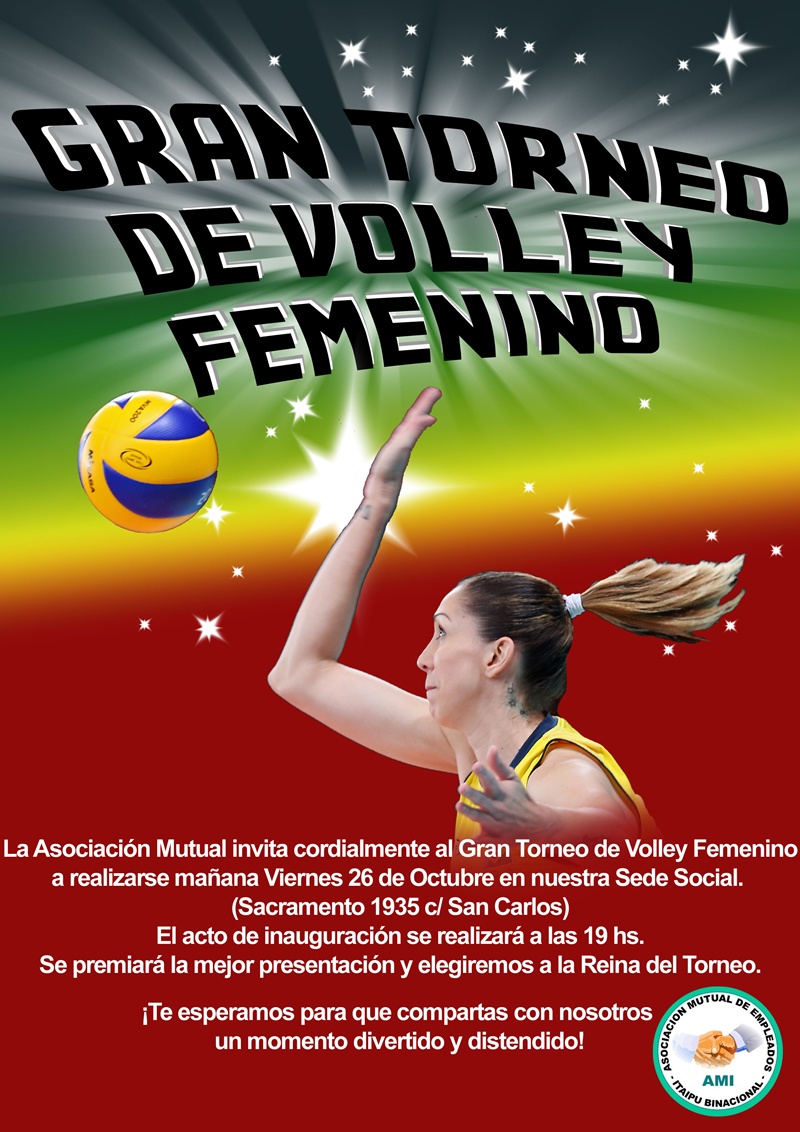 GRAN TORNEO
DE VOLLEY
FEMENINO
MVA 200
MIKASA
La Asociación Mutual invita cordialmente al Gran Torneo de Volley Femenino
a realizarse mañana Viernes 26 de Octubre en nuestra Sede Social.
(Sacramento 1935 c/ San Carlos)
El acto de inauguración se realizará a las 19 hs.
Se premiará la mejor presentación y elegiremos a la Reina del Torneo.
¡Te esperamos para que compartas con nosotros
un momento divertido y distendido!
ASOCIACION MUTUAL DE EMPLEADOS
AMI
- ITAIPU BINACIONAL -